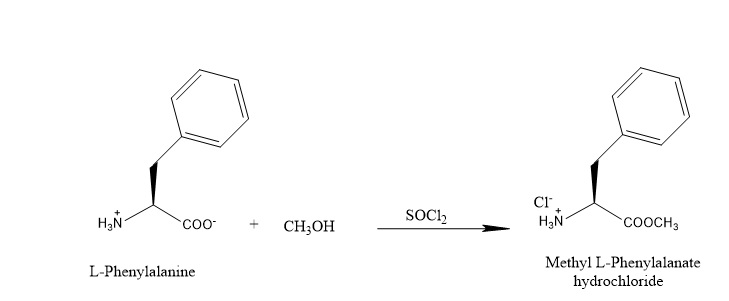 H₃N⁺
COO⁻
+
CH₃OH
SOCl₂
Cl⁻
H₃N⁺
COOCH₃
L-Phenylalanine
Methyl L-Phenylalanate
hydrochloride